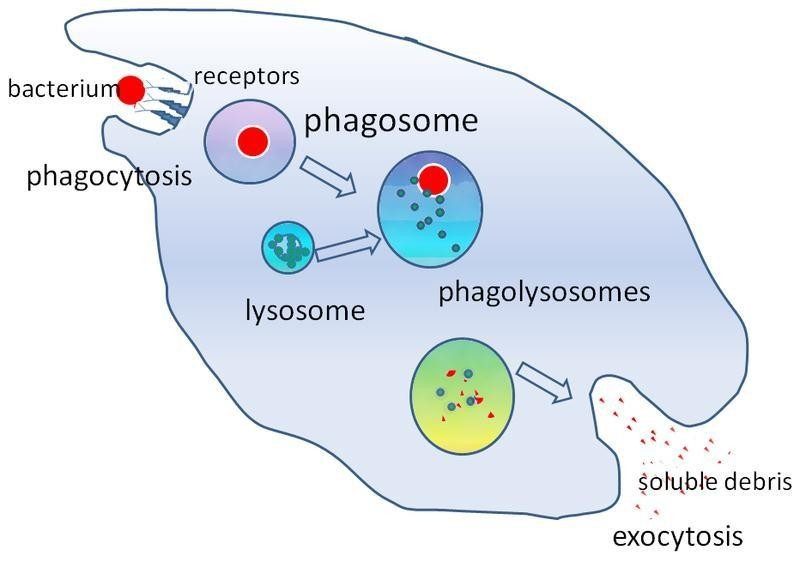 bacterium
receptors
phagosome
phagocytosis
lysosome
phagolysosomes
soluble debris
exocytosis